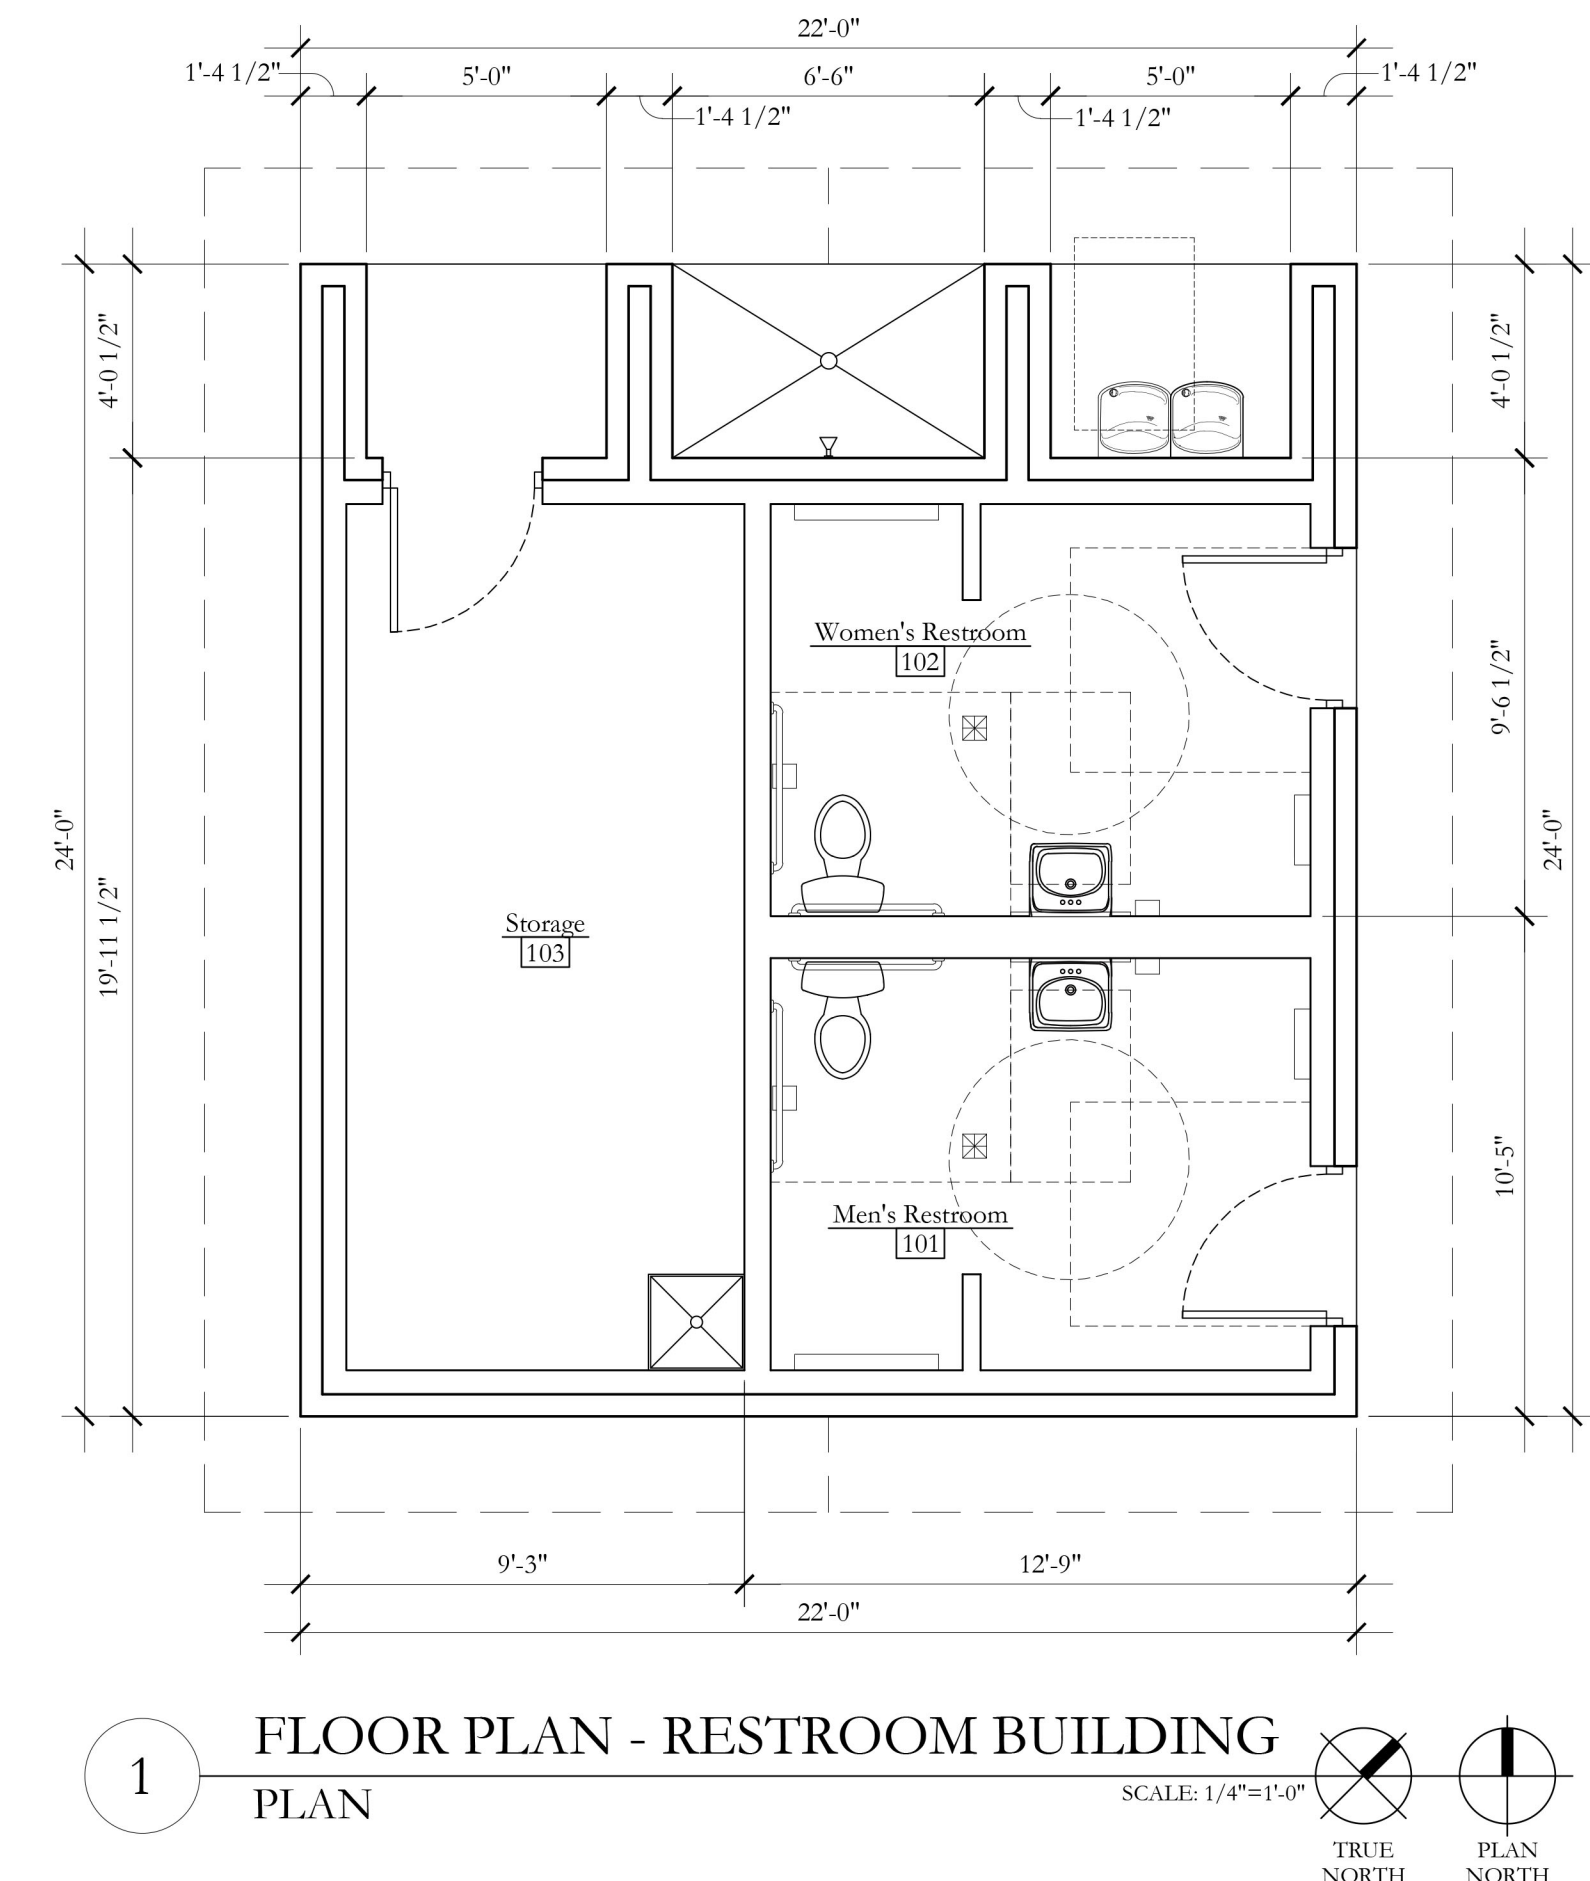 22'-0"
1'-4 1/2"
5'-0"
6'-6"
5'-0"
1'-4 1/2"
1'-4 1/2"
1'-4 1/2"
4'-0 1/2"
4'-0 1/2"
Women's Restroom
102
9'-6 1/2"
24'-0"
24'-0"
19'-11 1/2"
Storage
103
10'-5"
Men's Restroom
101
9'-3"
12'-9"
22'-0"
1
FLOOR PLAN - RESTROOM BUILDING
PLAN
SCALE: 1/4"=1'-0"
TRUE
NORTH
PLAN
NORTH